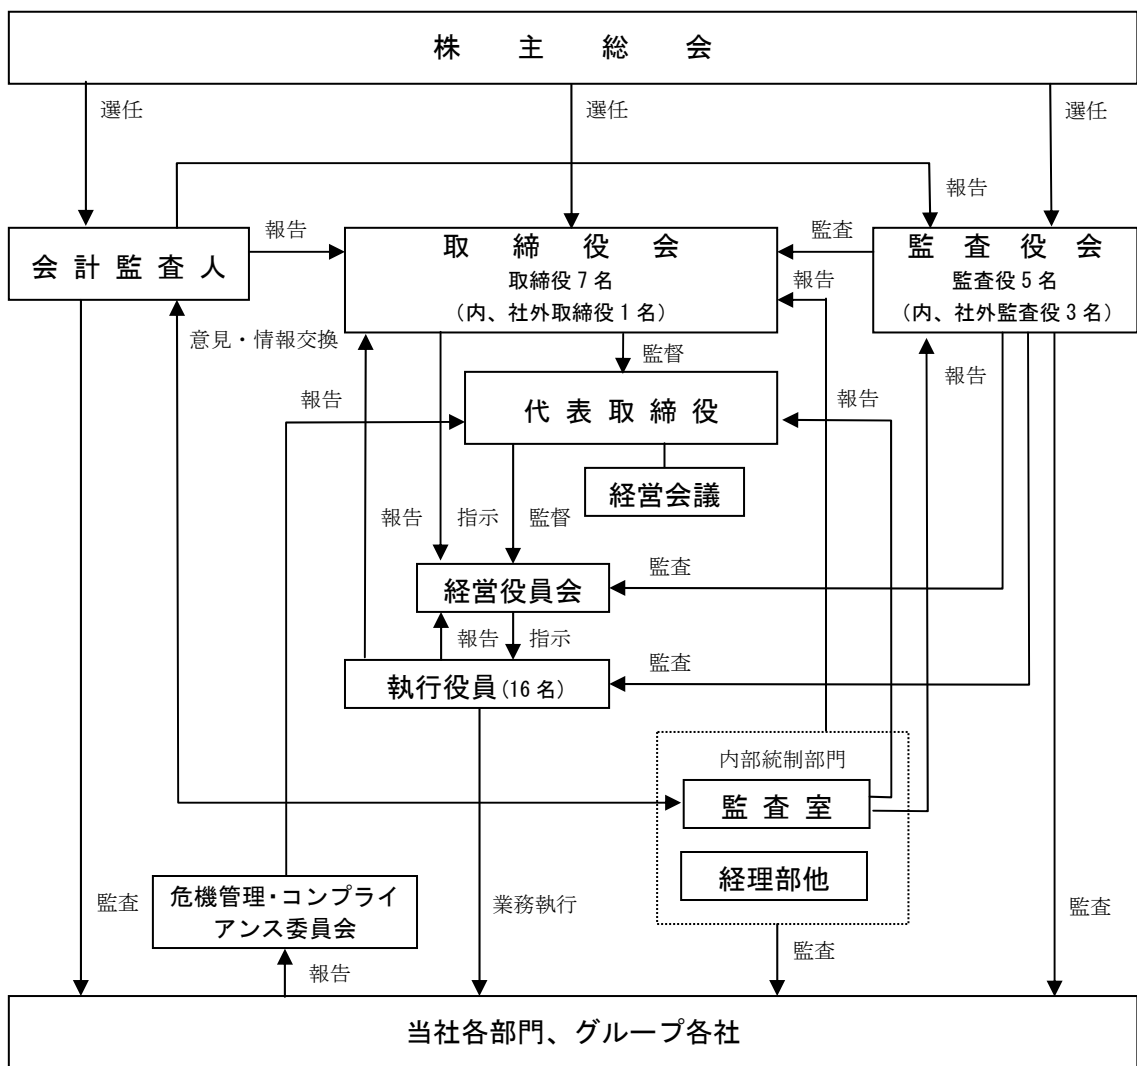 株主総会
選任
選任
選任
報告
報告
監査
会計監査人
取締役会
取締役7名
(内、社外取締役1名)
監査役会
監査役5名
(内、社外監査役3名)
報告
意見・情報交換
監督
報告
報告
報告
代表取締役
経営会議
報告
指示
監督
経営役員会
監査
報告
指示
執行役員(16名)
監査
内部統制部門
監査室
経理部他
監査
危機管理・コンプライ
アンス委員会
業務執行
監査
監査
報告
当社各部門、グループ各社